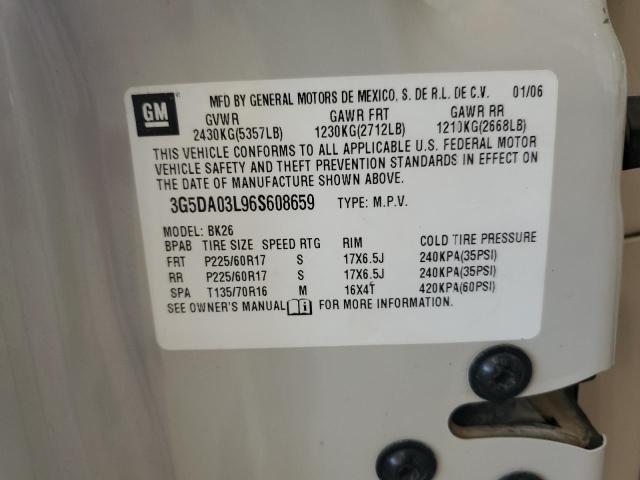 GM ® MFD BY GENERAL MOTORS DE MEXICO, S. DE R.L. DE C.V. 01/06
GVWR GAWR FRT GAWR RR
2430KG(5357LB) 1230KG(2712LB) 1210KG(2668LB)
THIS VEHICLE CONFORMS TO ALL APPLICABLE U.S. FEDERAL MOTOR
VEHICLE SAFETY AND THEFT PREVENTION STANDARDS IN EFFECT ON
THE DATE OF MANUFACTURE SHOWN ABOVE.
3G5DA03L96S608659 TYPE: M.P.V.
MODEL: BK26
BPAB TIRE SIZE SPEED RTG RIM COLD TIRE PRESSURE
FRT P225/60R17 S 17X6.5J 240KPA(35PSI)
RR P225/60R17 S 17X6.5J 240KPA(35PSI)
SPA T135/70R16 M 16X4T 420KPA(60PSI)
SEE OWNER'S MANUAL FOR MORE INFORMATION.